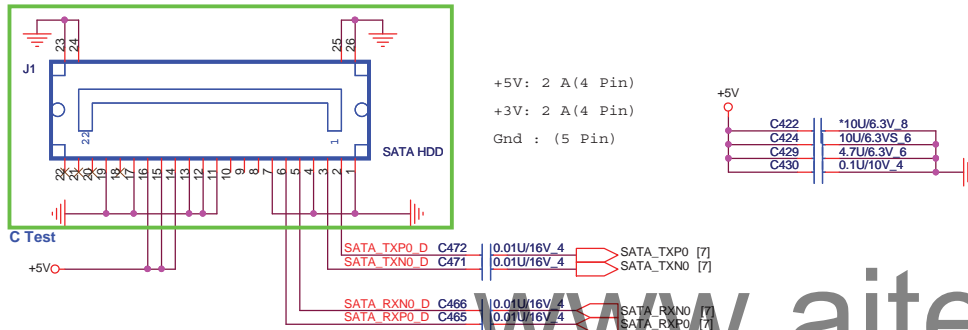 23
24
25
26
J1
22
1
SATA HDD
22
21
20
19
18
17
16
15
14
13
12
11
10
9
8
7
6
5
4
3
2
1
C Test
+5V
+5V: 2 A(4 Pin)
+3V: 2 A(4 Pin)
Gnd : (5 Pin)
+5V
C422 *10U/6.3V_8
C424 10U/6.3VS_6
C429 4.7U/6.3V_6
C430 0.1U/10V_4
SATA_TXP0_D C472 0.01U/16V_4 SATA_TXP0 [7]
SATA_TXN0_D C471 0.01U/16V_4 SATA_TXN0 [7]
SATA_RXN0_D C466 0.01U/16V_4 SATA_RXN0 [7]
SATA_RXP0_D C465 0.01U/16V_4 SATA_RXP0 [7]
www.aite